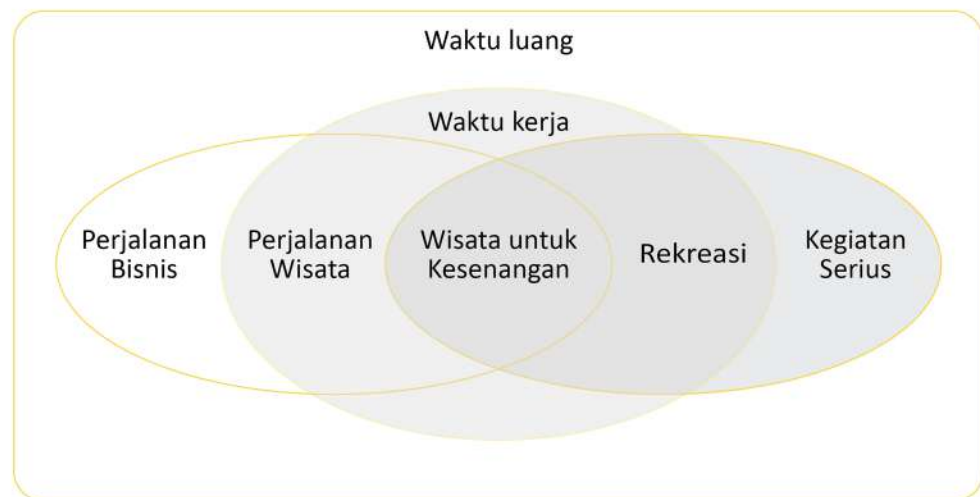 Waktu luang
Waktu kerja
Perjalanan
Bisnis
Perjalanan
Wisata
Wisata untuk
Kesenangan
Rekreasi
Kegiatan
Serius